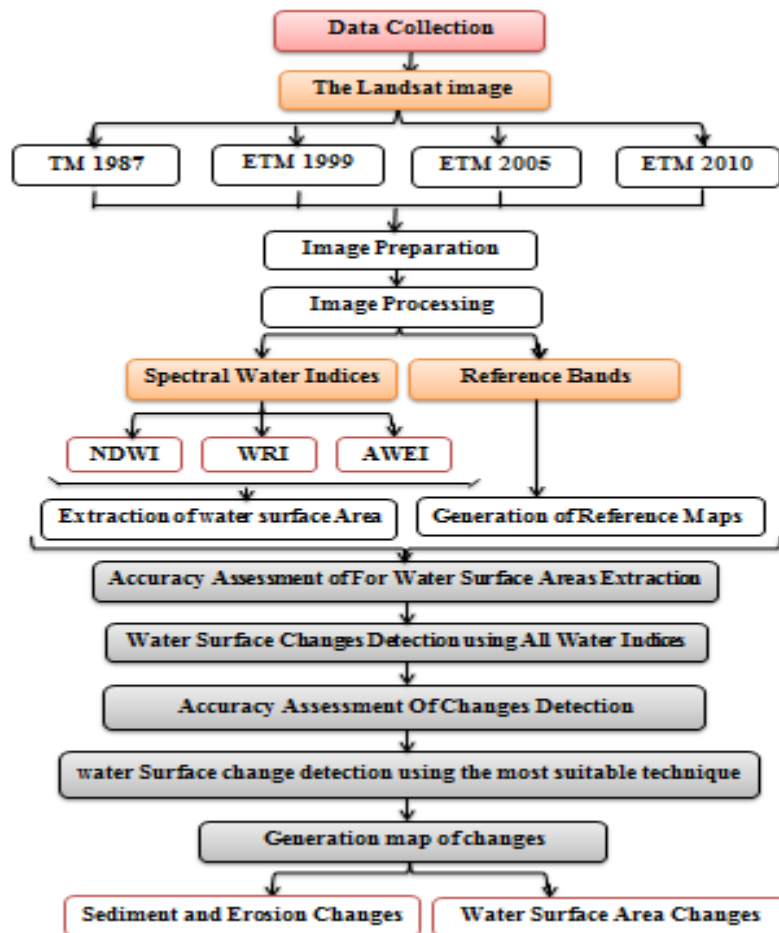 Data Collection
The Landsat image
TM 1987
ETM 1999
ETM 2005
ETM 2010
Image Preparation
Image Processing
Spectral Water Indices
Reference Bands
NDWI
WRI
AWEI
Extraction of water surface Area
Generation of Reference Maps
Accuracy Assessment of For Water Surface Areas Extraction
Water Surface Changes Detection using All Water Indices
Accuracy Assessment Of Changes Detection
water Surface change detection using the most suitable technique
Generation map of changes
Sediment and Erosion Changes
Water Surface Area Changes